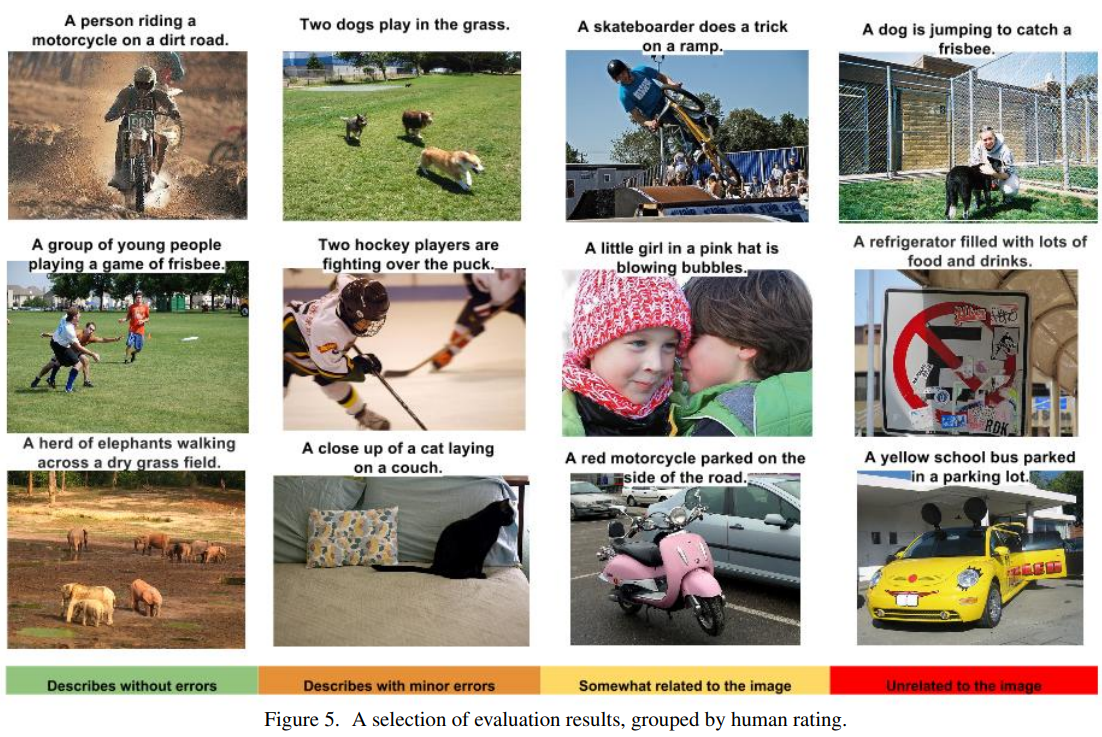 A person riding a
motorcycle on a dirt road.
Two dogs play in the grass.
A skateboarder does a trick
on a ramp.
A dog is jumping to catch a
frisbee.
A group of young people
playing a game of frisbee.
Two hockey players are
fighting over the puck.
A little girl in a pink hat is
blowing bubbles.
A refrigerator filled with lots of
food and drinks.
RDK
A herd of elephants walking
across a dry grass field.
A close up of a cat laying
on a couch.
A red motorcycle parked on the
side of the road.
A yellow school bus parked
in a parking lot.
Describes without errors
Describes with minor errors
Somewhat related to the image
Unrelated to the image
Figure 5. A selection of evaluation results, grouped by human rating.